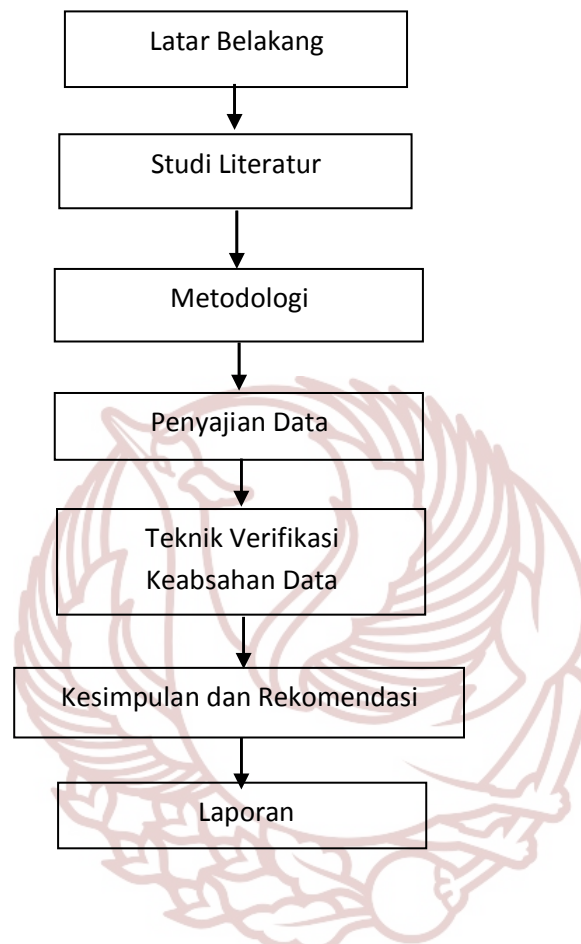 Latar Belakang
Studi Literatur
Metodologi
Penyajian Data
Teknik Verifikasi
Keabsahan Data
Kesimpulan dan Rekomendasi
Laporan